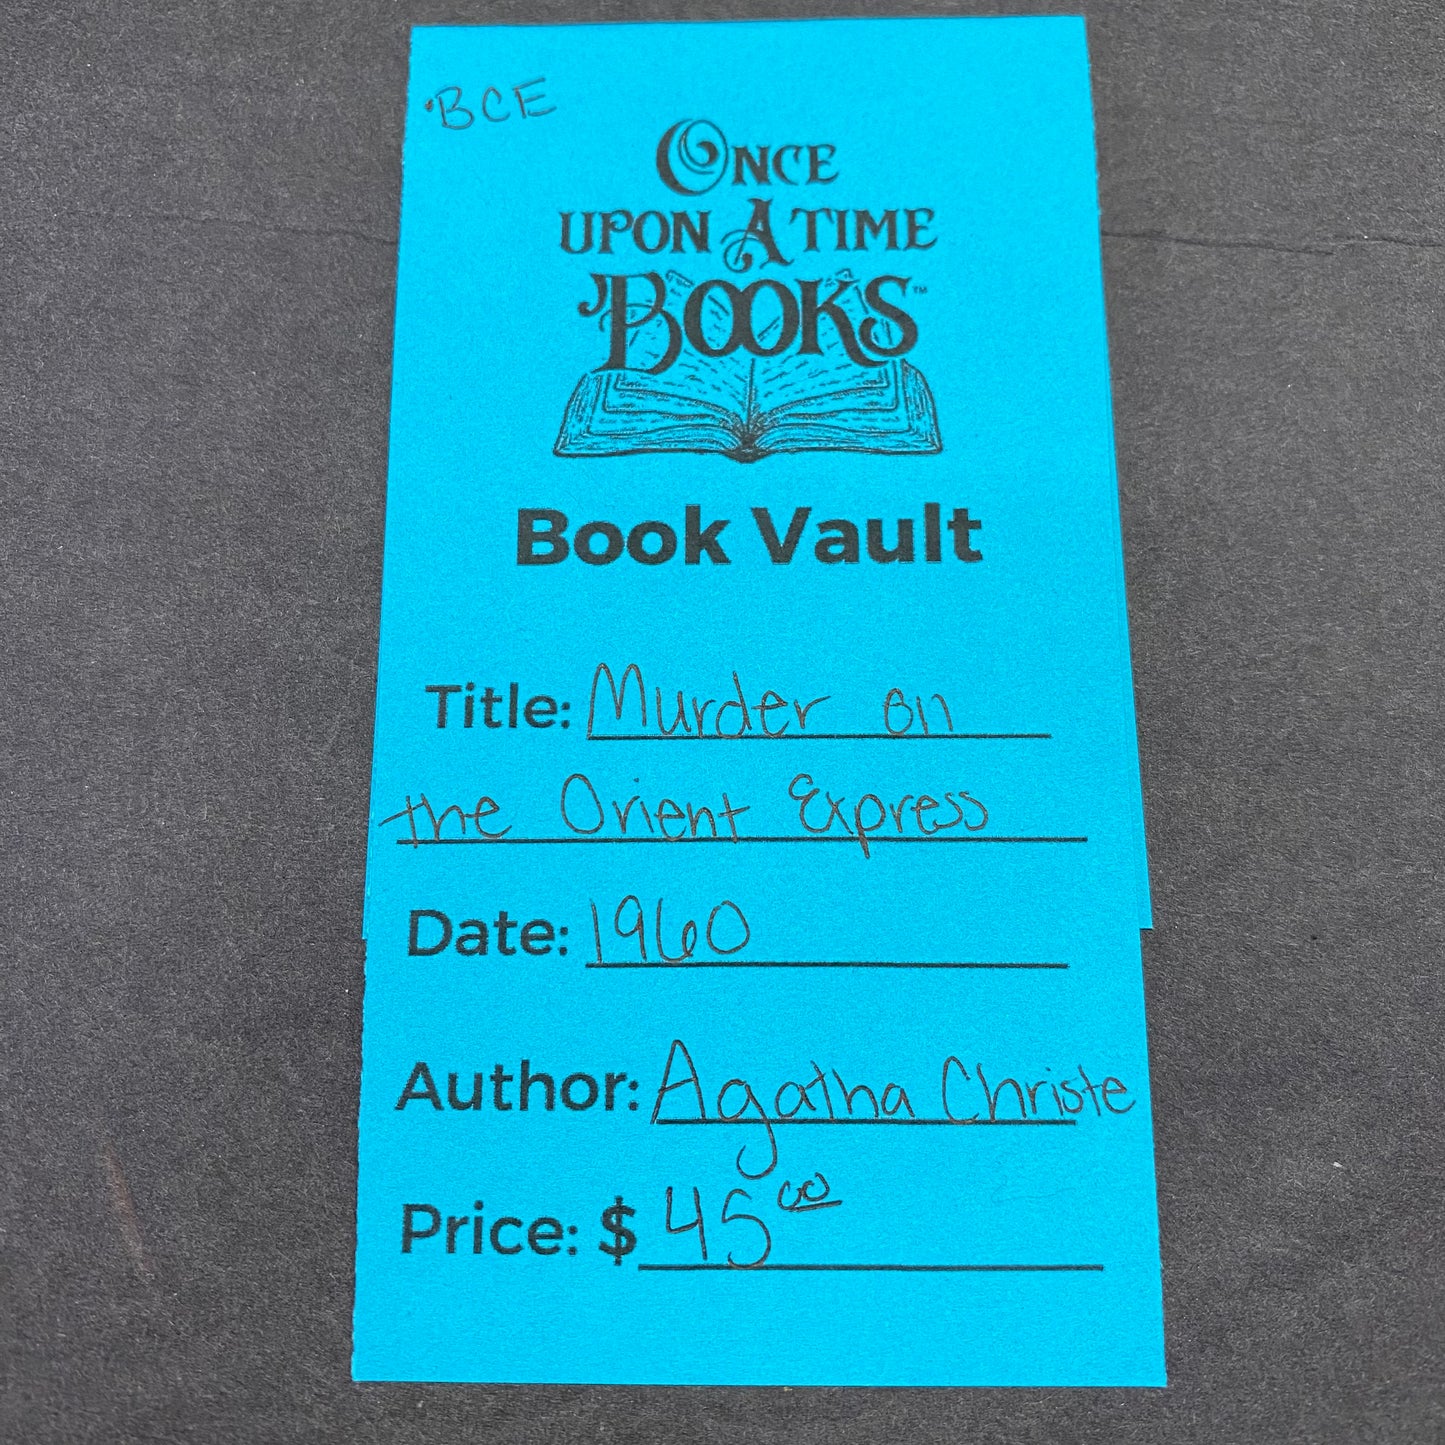 BCE
ONCE
UPON A TIME
BOOKS™
Book Vault
Title: Murder on
the Orient Express
Date: 1960
Author: Agatha Christe
Price: $ 45.00